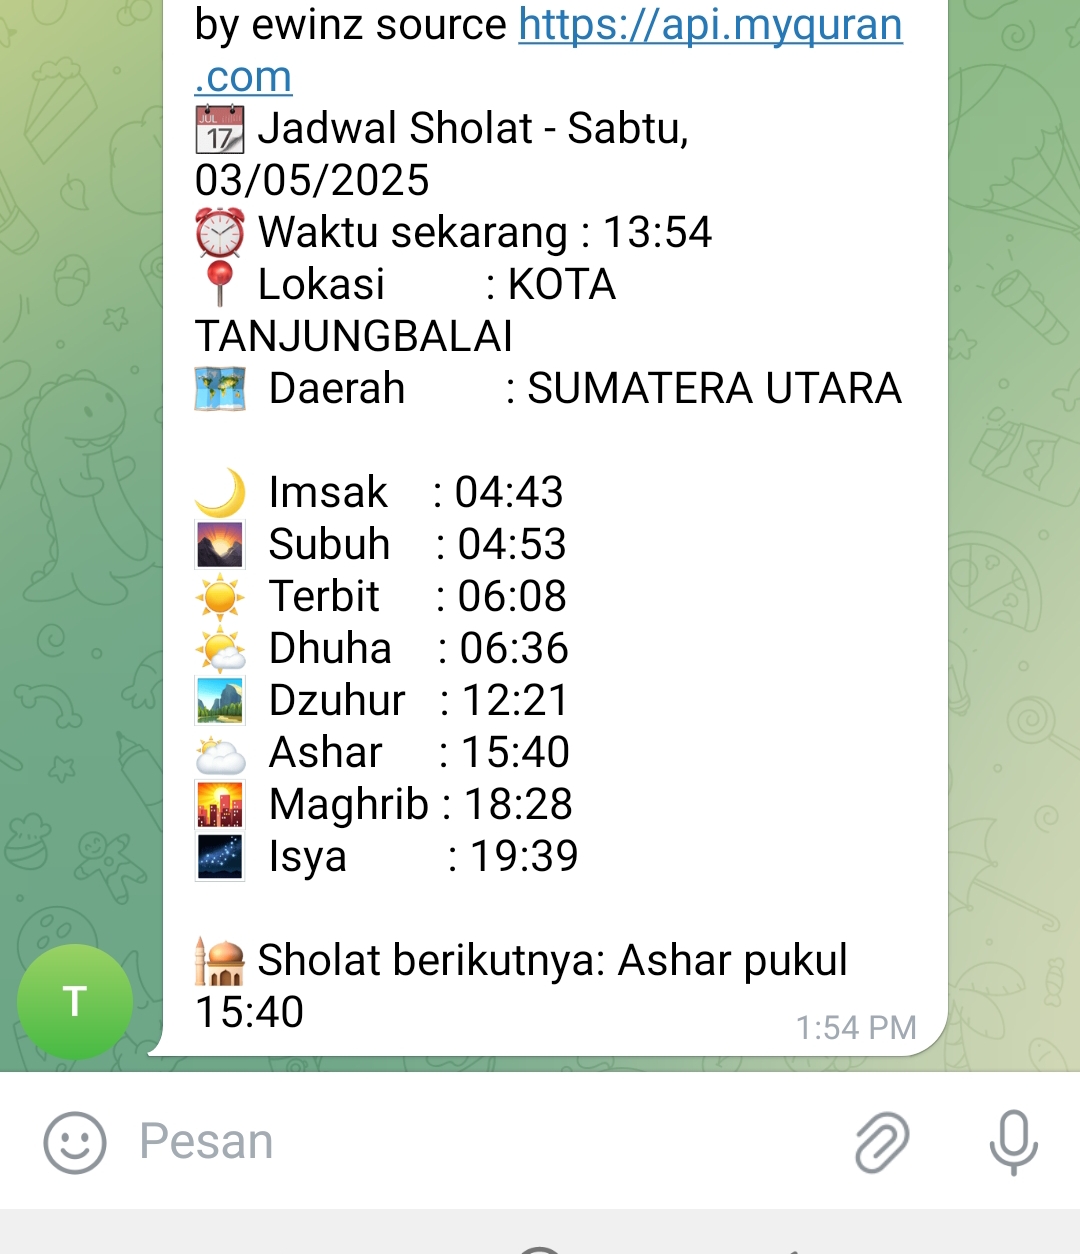 by ewinz source https://api.myquran
.com
JUL 17 Jadwal Sholat - Sabtu,
03/05/2025
Waktu sekarang : 13:54
Lokasi : KOTA
TANJUNGBALAI
Daerah : SUMATERA UTARA
Imsak : 04:43
Subuh : 04:53
Terbit : 06:08
Dhuha : 06:36
Dzuhur : 12:21
Ashar : 15:40
Maghrib : 18:28
Isya : 19:39
Sholat berikutnya: Ashar pukul
15:40
1:54 PM
T
Pesan